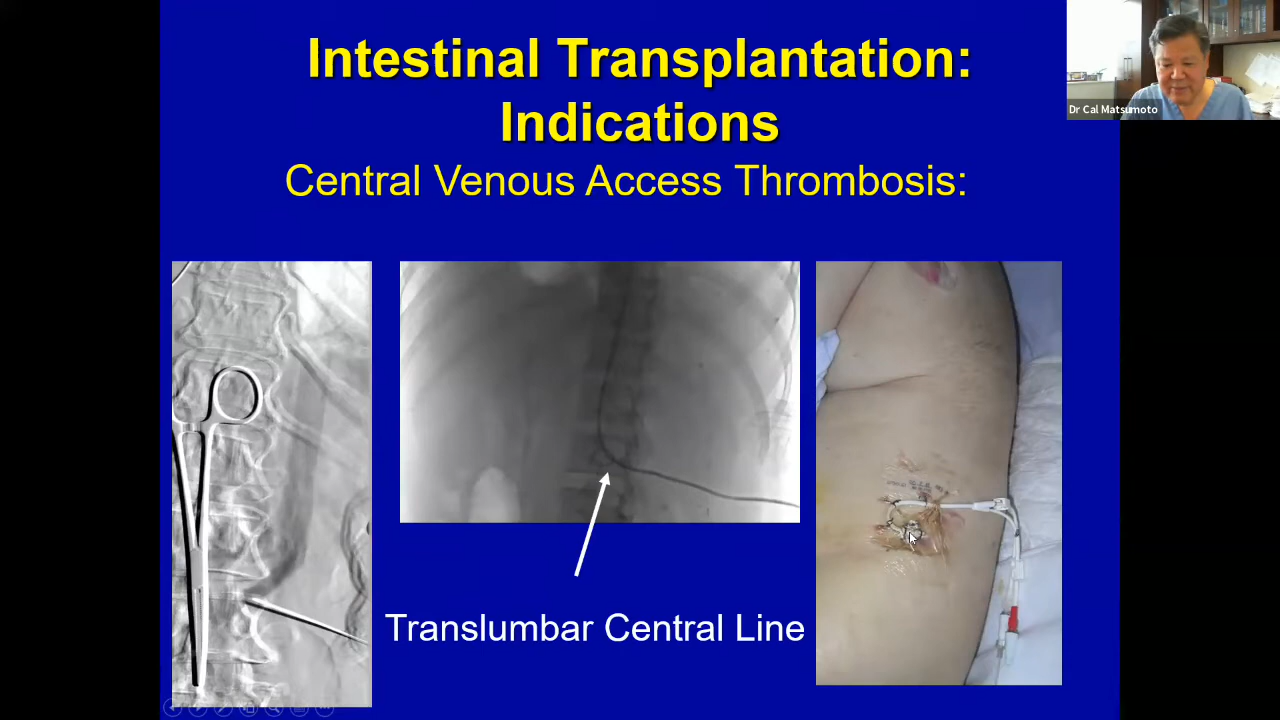 Intestinal Transplantation:
Indications
Central Venous Access Thrombosis:
Translumbar Central Line
Dr Cal Matsumoto